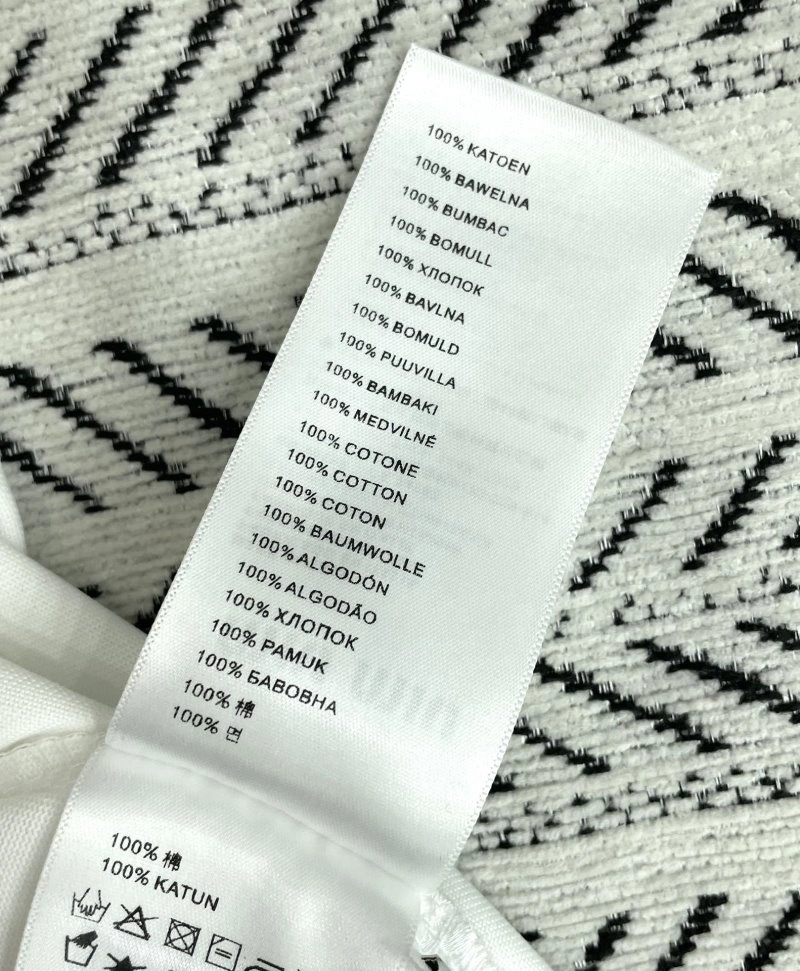 100% KATOEN
100% BAWELNA
100% BUMBAC
100% BOMULL
100% ХЛОПОК
100% BAVLNA
100% BOMULD
100% PUUVILLA
100% BAMBAKI
100% MEDVILNĖ
100% COTONE
100% COTTON
100% COTON
100% BAUMWOLLE
100% ALGODÓN
100% ALGODÃO
100% ХЛОПОК
100% PAMUK
100% БАВОВНА
100% 棉
100% 면
100% 棉
100% KATUN